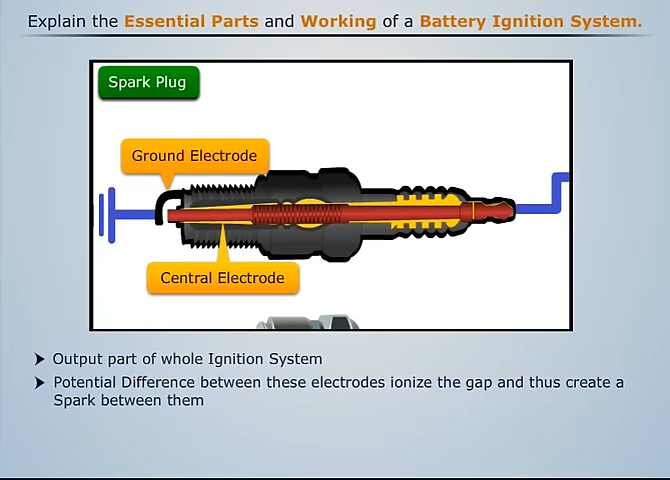 Explain the Essential Parts and Working of a Battery Ignition System.
Spark Plug
Ground Electrode
Central Electrode
Output part of whole Ignition System
Potential Difference between these electrodes ionize the gap and thus create a
Spark between them